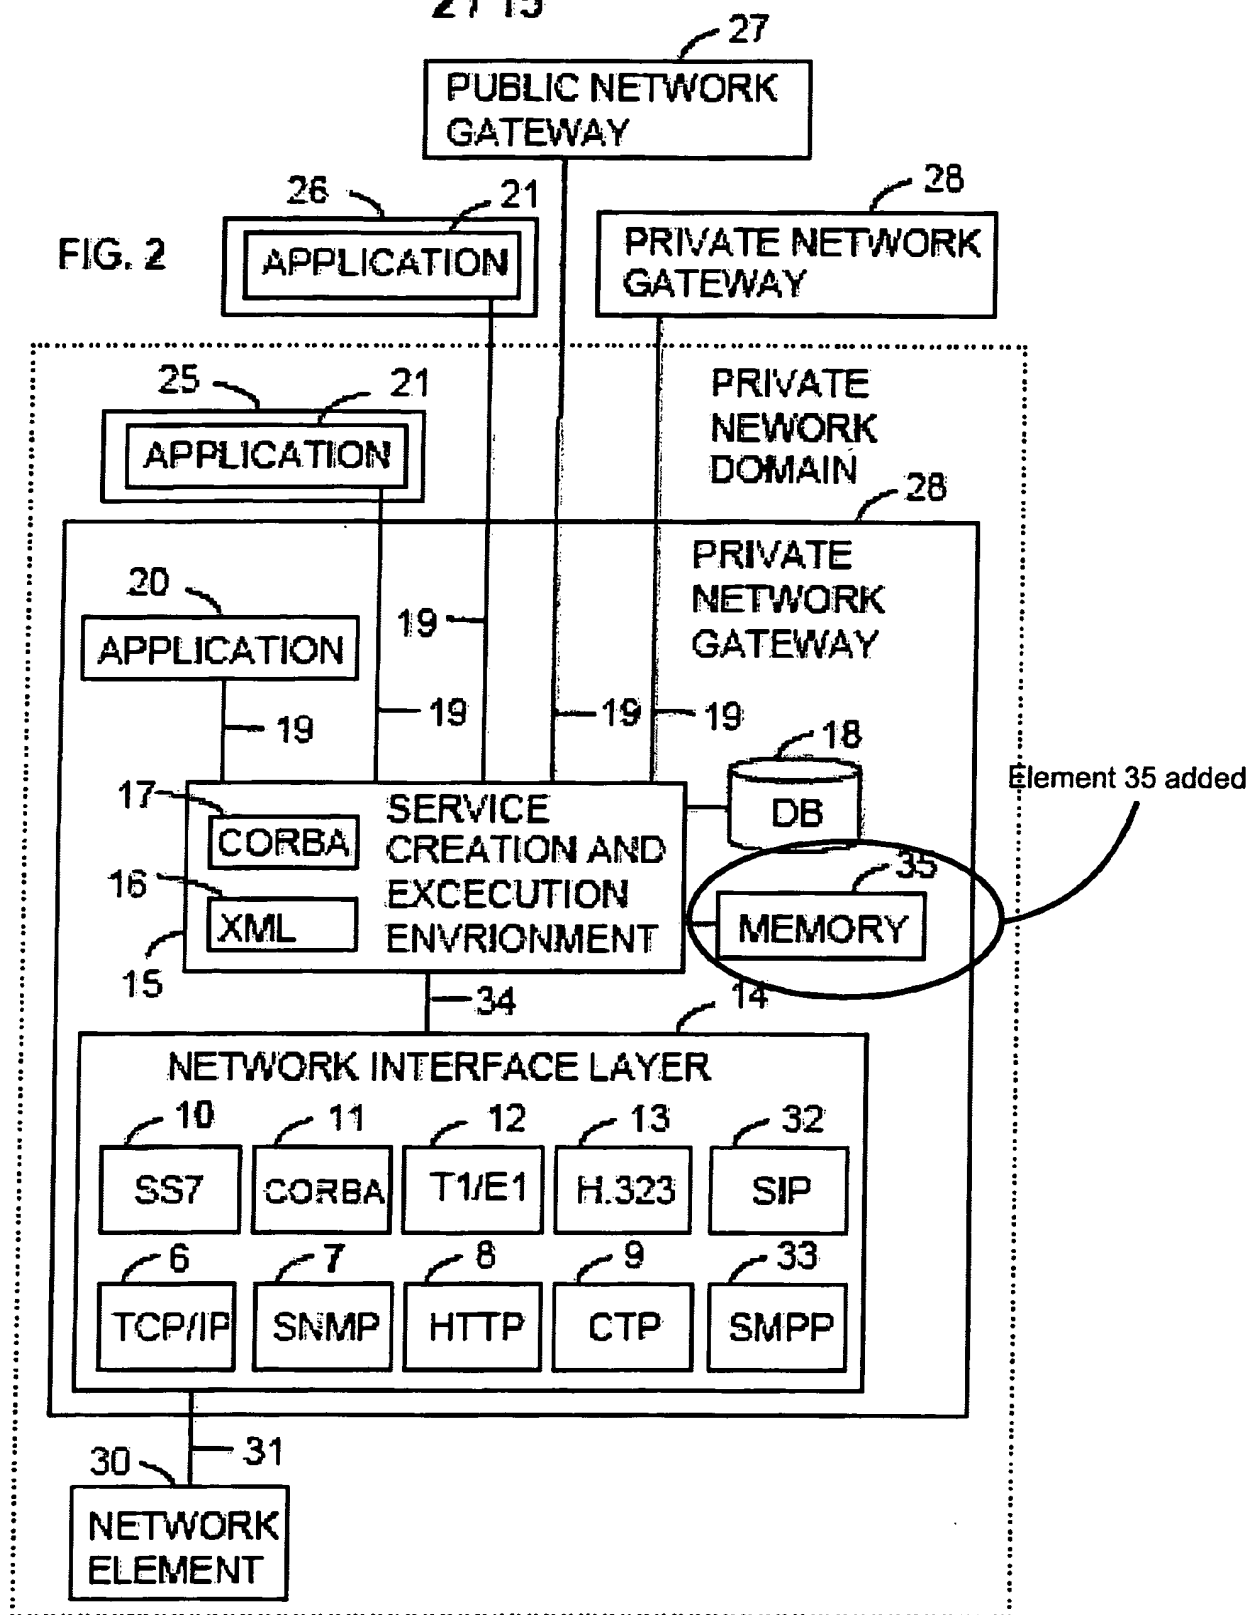 27
PUBLIC NETWORK
GATEWAY
26
21
28
FIG. 2
APPLICATION
PRIVATE NETWORK
GATEWAY
25
21
PRIVATE
NEWORK
DOMAIN
APPLICATION
28
PRIVATE
NETWORK
GATEWAY
20
APPLICATION
19
19
19
19
19
18
DB
Element 35 added
17
CORBA
16
XML
15
SERVICE
CREATION AND
EXCECUTION
ENVRIONMENT
35
MEMORY
34
14
NETWORK INTERFACE LAYER
10
11
12
13
32
SS7
CORBA
T1/E1
H.323
SIP
6
7
8
9
33
TCP/IP
SNMP
HTTP
CTP
SMPP
31
30
NETWORK
ELEMENT